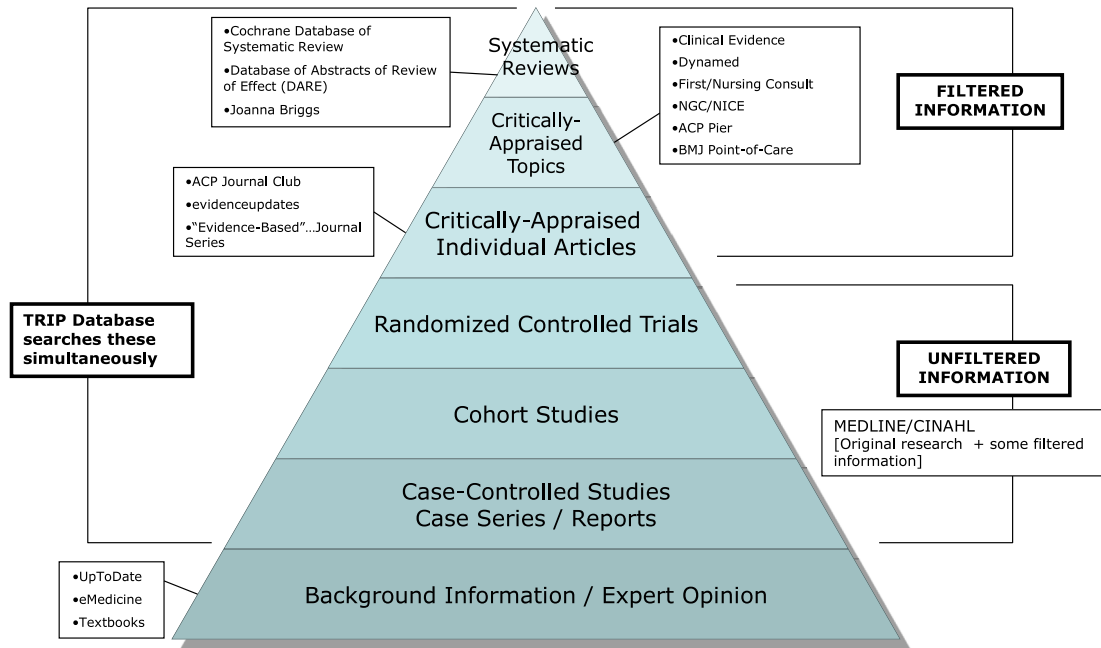 •Cochrane Database of
Systematic Review
•Database of Abstracts of Review
of Effect (DARE)
•Joanna Briggs
Systematic
Reviews
•Clinical Evidence
•Dynamed
•First/Nursing Consult
•NGC/NICE
•ACP Pier
•BMJ Point-of-Care
FILTERED
INFORMATION
Critically-
Appraised
Topics
•ACP Journal Club
•evidenceupdates
•“Evidence-Based”...Journal
Series
Critically-Appraised
Individual Articles
TRIP Database
searches these
simultaneously
Randomized Controlled Trials
UNFILTERED
INFORMATION
Cohort Studies
MEDLINE/CINAHL
[Original research + some filtered
information]
Case-Controlled Studies
Case Series / Reports
•UpToDate
•eMedicine
•Textbooks
Background Information / Expert Opinion